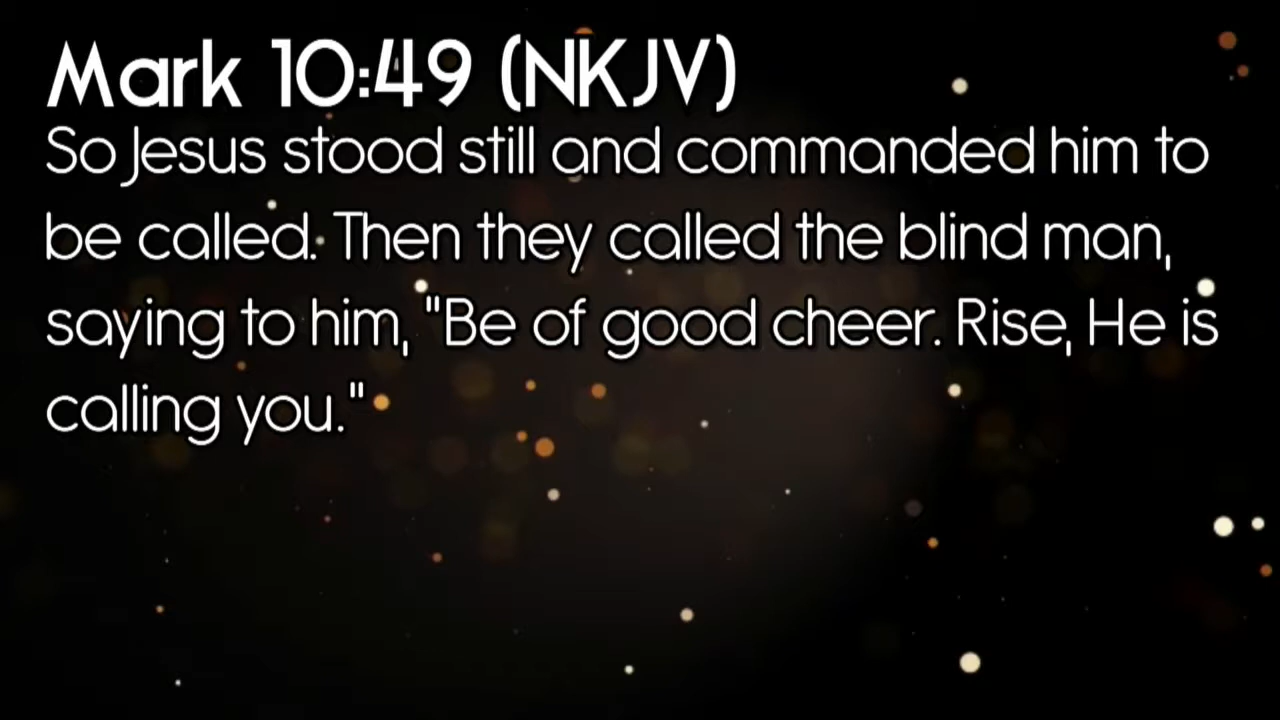 Mark 10:49 (NKJV)
So Jesus stood still and commanded him to
be called. Then they called the blind man,
saying to him, "Be of good cheer. Rise, He is
calling you."